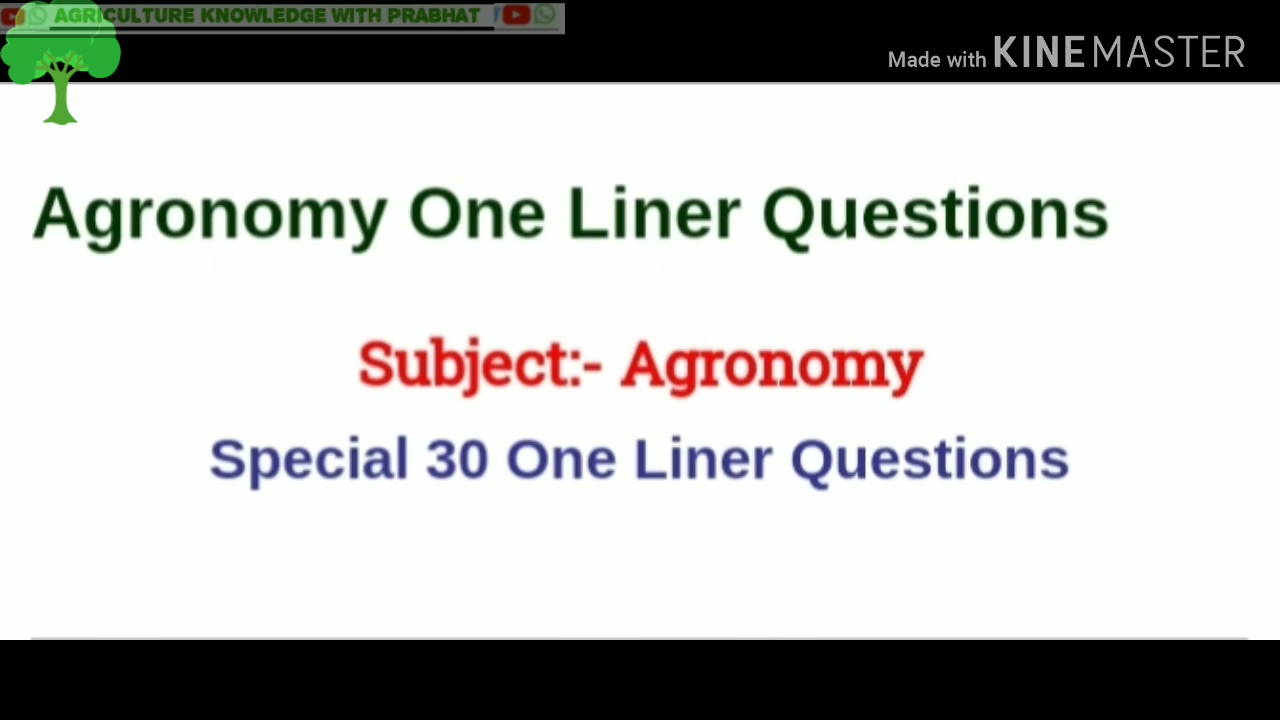 AGRICULTURE KNOWLEDGE WITH PRABHAT
Made with KINEMASTER
Agronomy One Liner Questions
Subject:- Agronomy
Special 30 One Liner Questions